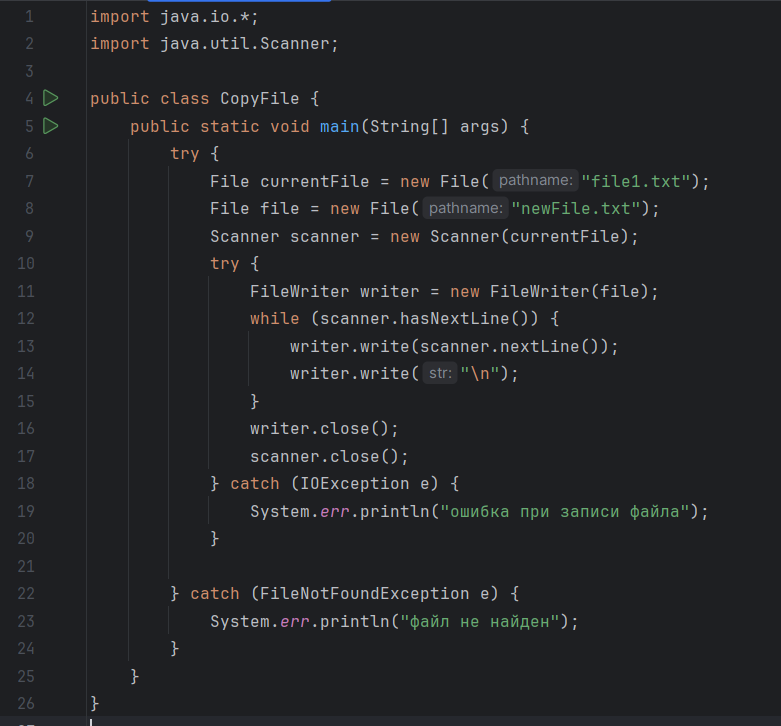 1 import java.io.*;
2 import java.util.Scanner;
3
4 public class CopyFile {
5     public static void main(String[] args) {
6         try {
7             File currentFile = new File( pathname: "file1.txt");
8             File file = new File( pathname: "newFile.txt");
9             Scanner scanner = new Scanner(currentFile);
10            try {
11                FileWriter writer = new FileWriter(file);
12                while (scanner.hasNextLine()) {
13                    writer.write(scanner.nextLine());
14                    writer.write( str: "\n");
15                }
16                writer.close();
17                scanner.close();
18            } catch (IOException e) {
19                System.err.println("ошибка при записи файла");
20            }
21
22        } catch (FileNotFoundException e) {
23            System.err.println("файл не найден");
24        }
25    }
26 }